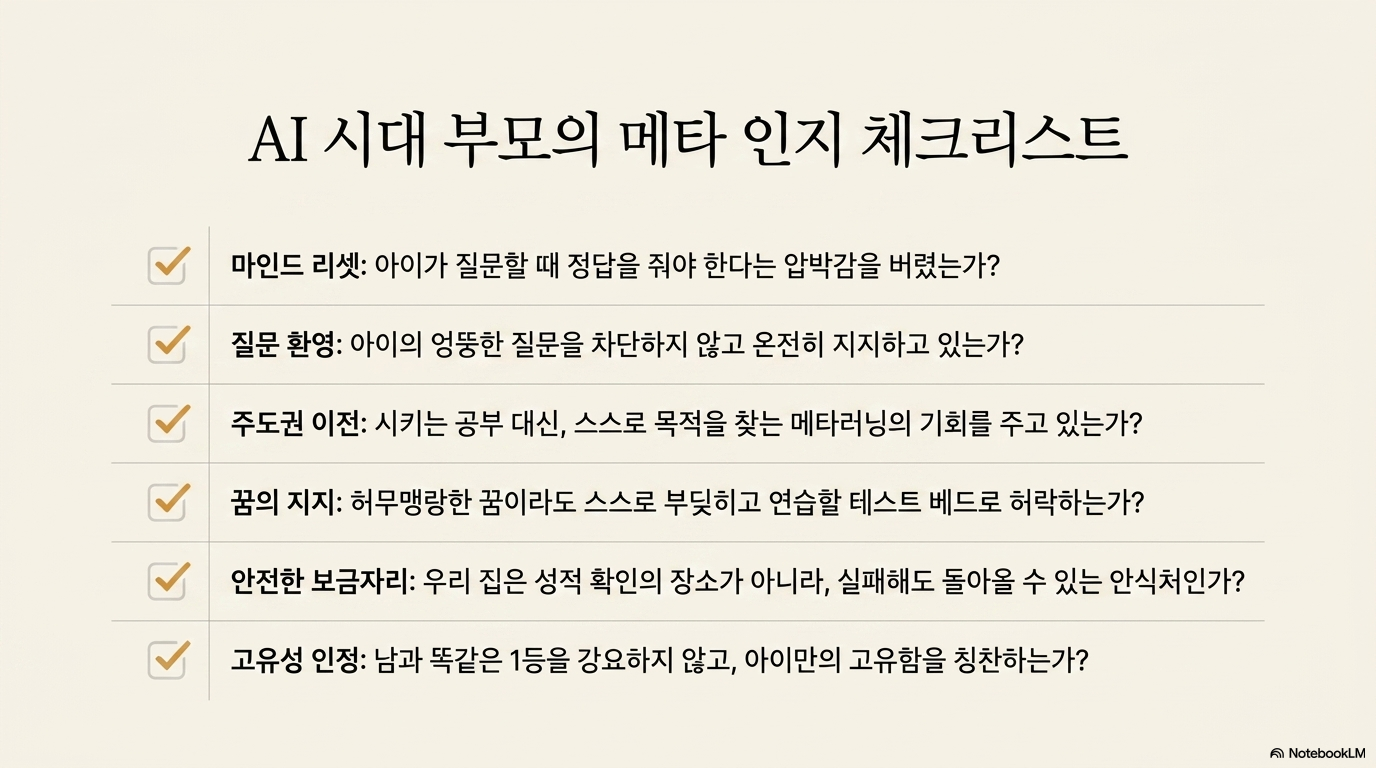 AI 시대 부모의 메타 인지 체크리스트
마인드 리셋: 아이가 질문할 때 정답을 줘야 한다는 압박감을 버렸는가?
질문 환영: 아이의 엉뚱한 질문을 차단하지 않고 온전히 지지하고 있는가?
주도권 이전: 시키는 공부 대신, 스스로 목적을 찾는 메타러닝의 기회를 주고 있는가?
꿈의 지지: 허무맹랑한 꿈이라도 스스로 부딪히고 연습할 테스트 베드로 허락하는가?
안전한 보금자리: 우리 집은 성적 확인의 장소가 아니라, 실패해도 돌아올 수 있는 안식처인가?
고유성 인정: 남과 똑같은 1등을 강요하지 않고, 아이만의 고유함을 칭찬하는가?
NotebookLM